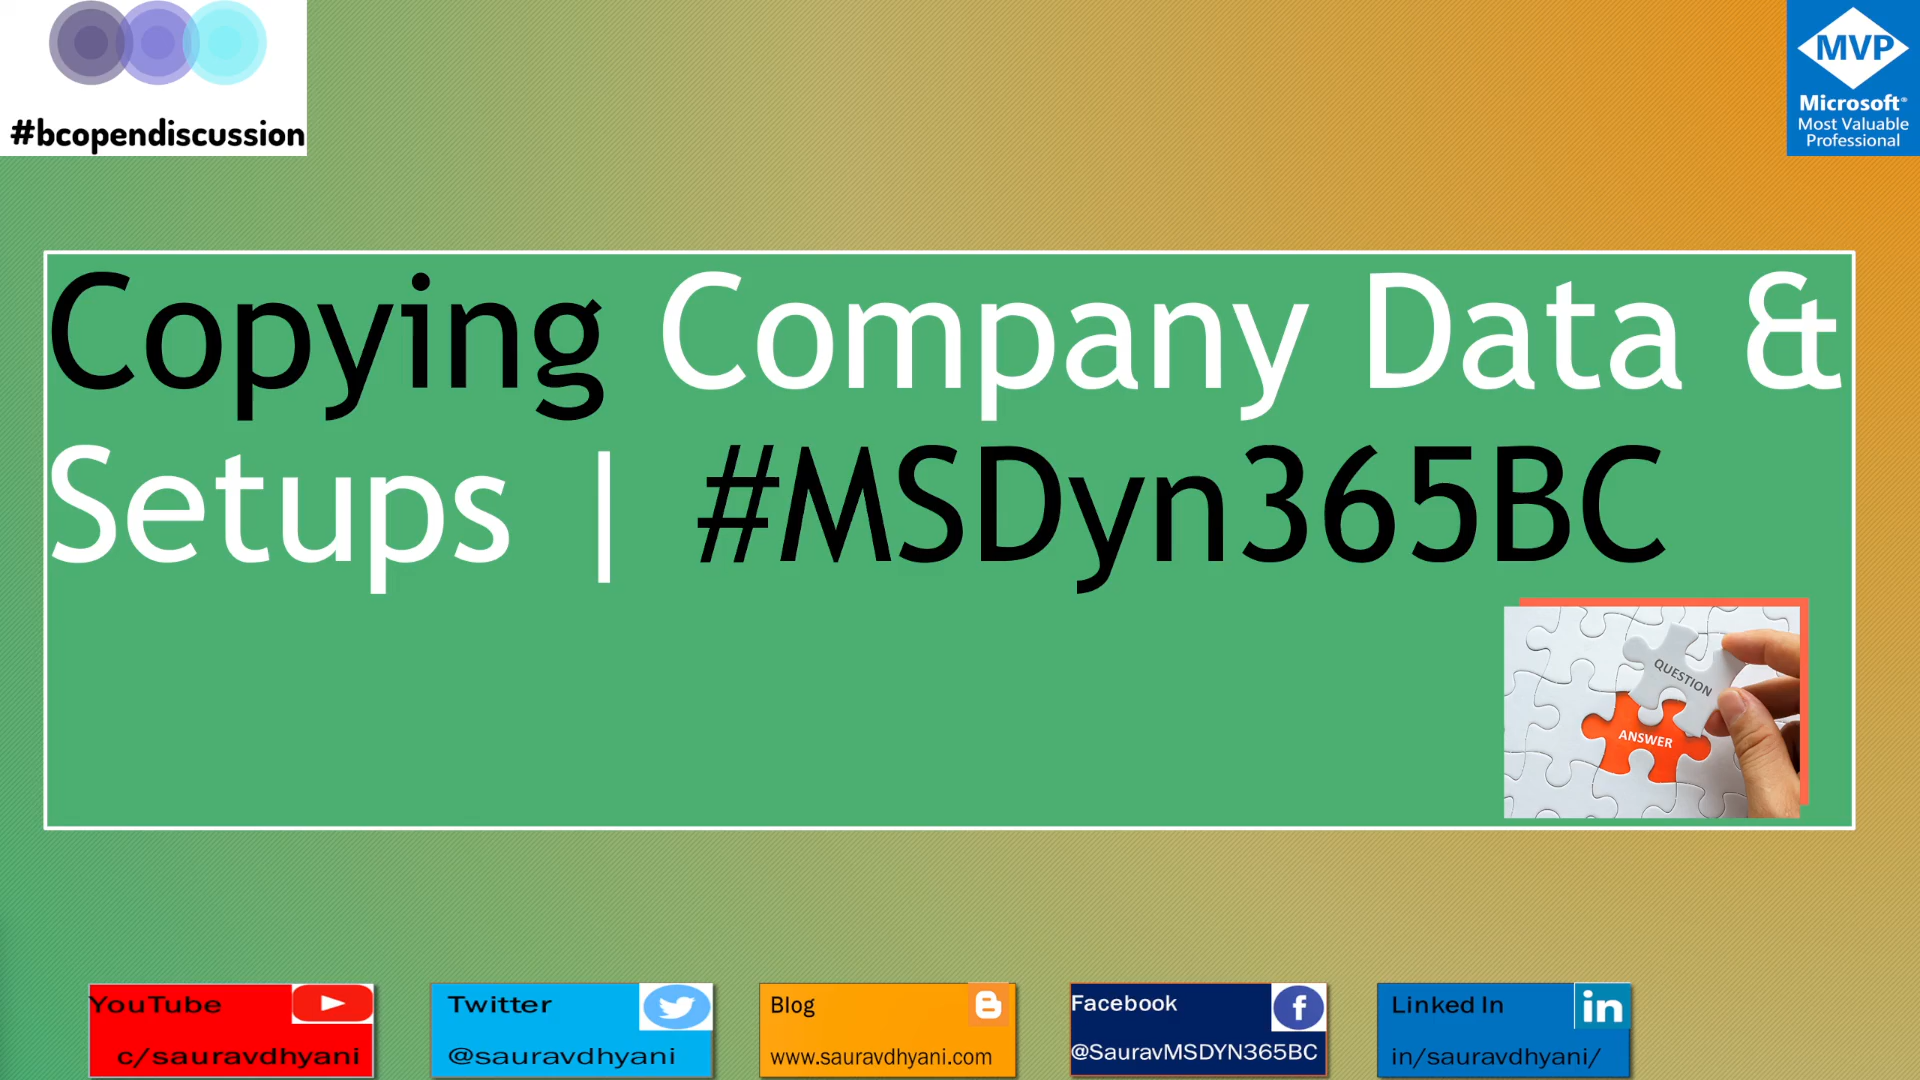 #bcopendiscussion
MVP
Microsoft®
Most Valuable
Professional
Copying Company Data &
Setups | #MSDyn365BC
QUESTION
ANSWER
YouTube
c/sauravdhyani
Twitter
@sauravdhyani
Blog
www.sauravdhyani.com
Facebook
@SauravMSDYN365BC
Linked In
in
in/sauravdhyani/